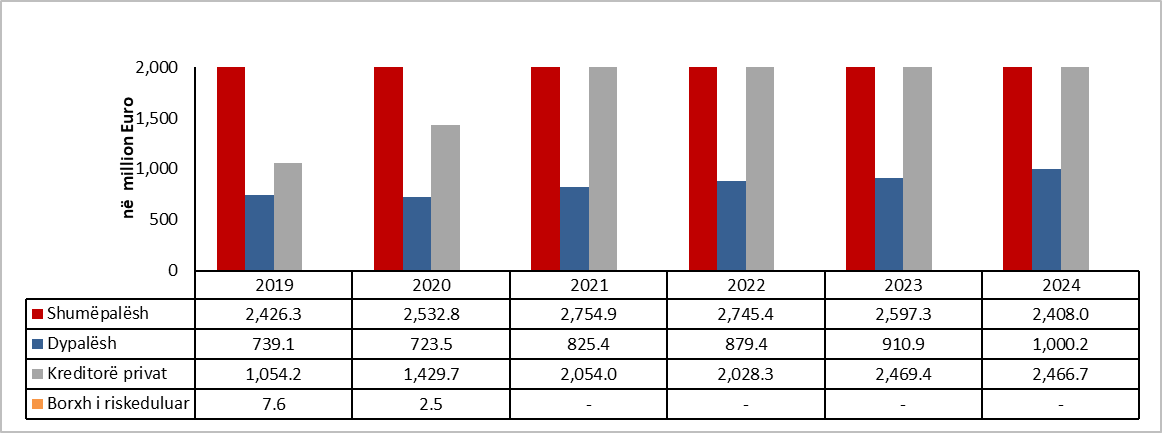 në million Euro
2,000
1,500
1,000
500
0
2019 2020 2021 2022 2023 2024
Shumëpalësh 2,426.3 2,532.8 2,754.9 2,745.4 2,597.3 2,408.0
Dypalësh 739.1 723.5 825.4 879.4 910.9 1,000.2
Kreditorë privat 1,054.2 1,429.7 2,054.0 2,028.3 2,469.4 2,466.7
Borxh i riskeduluar 7.6 2.5 - - - -